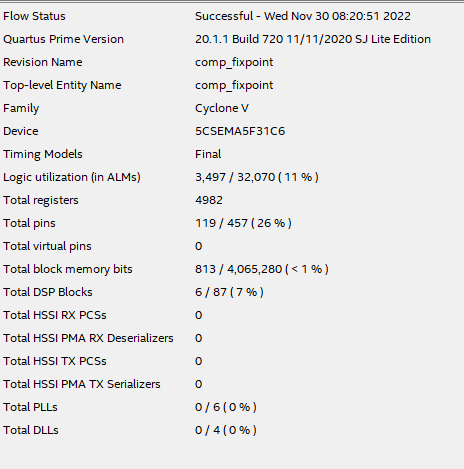 Flow Status Successful - Wed Nov 30 08:20:51 2022
Quartus Prime Version 20.1.1 Build 720 11/11/2020 SJ Lite Edition
Revision Name comp_fixpoint
Top-level Entity Name comp_fixpoint
Family Cyclone V
Device 5CSEMA5F31C6
Timing Models Final
Logic utilization (in ALMs) 3,497 / 32,070 ( 11 % )
Total registers 4982
Total pins 119 / 457 ( 26 % )
Total virtual pins 0
Total block memory bits 813 / 4,065,280 ( < 1 % )
Total DSP Blocks 6 / 87 ( 7 % )
Total HSSI RX PCSs 0
Total HSSI PMA RX Deserializers 0
Total HSSI TX PCSs 0
Total HSSI PMA TX Serializers 0
Total PLLs 0 / 6 ( 0 % )
Total DLLs 0 / 4 ( 0 % )